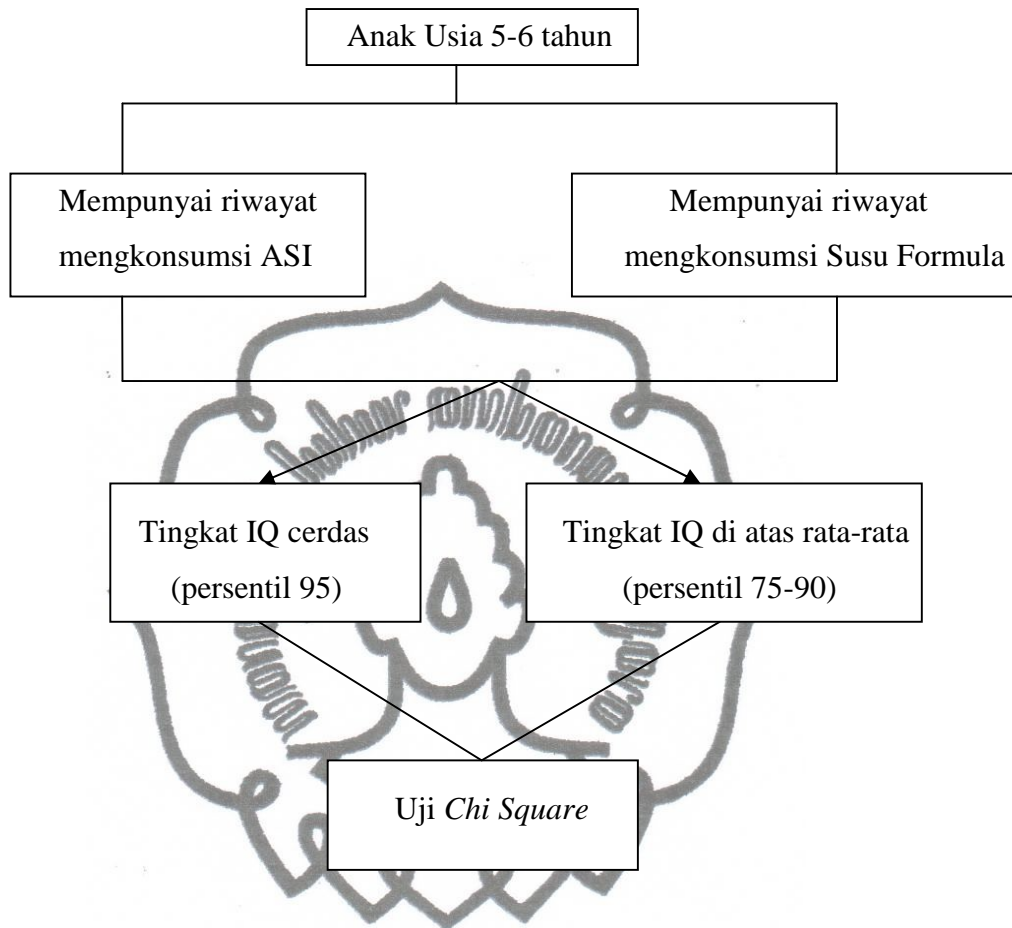 Anak Usia 5-6 tahun
Mempunyai riwayat
mengkonsumsi ASI
Mempunyai riwayat
mengkonsumsi Susu Formula
Tingkat IQ cerdas
(persentil 95)
Tingkat IQ di atas rata-rata
(persentil 75-90)
Uji Chi Square